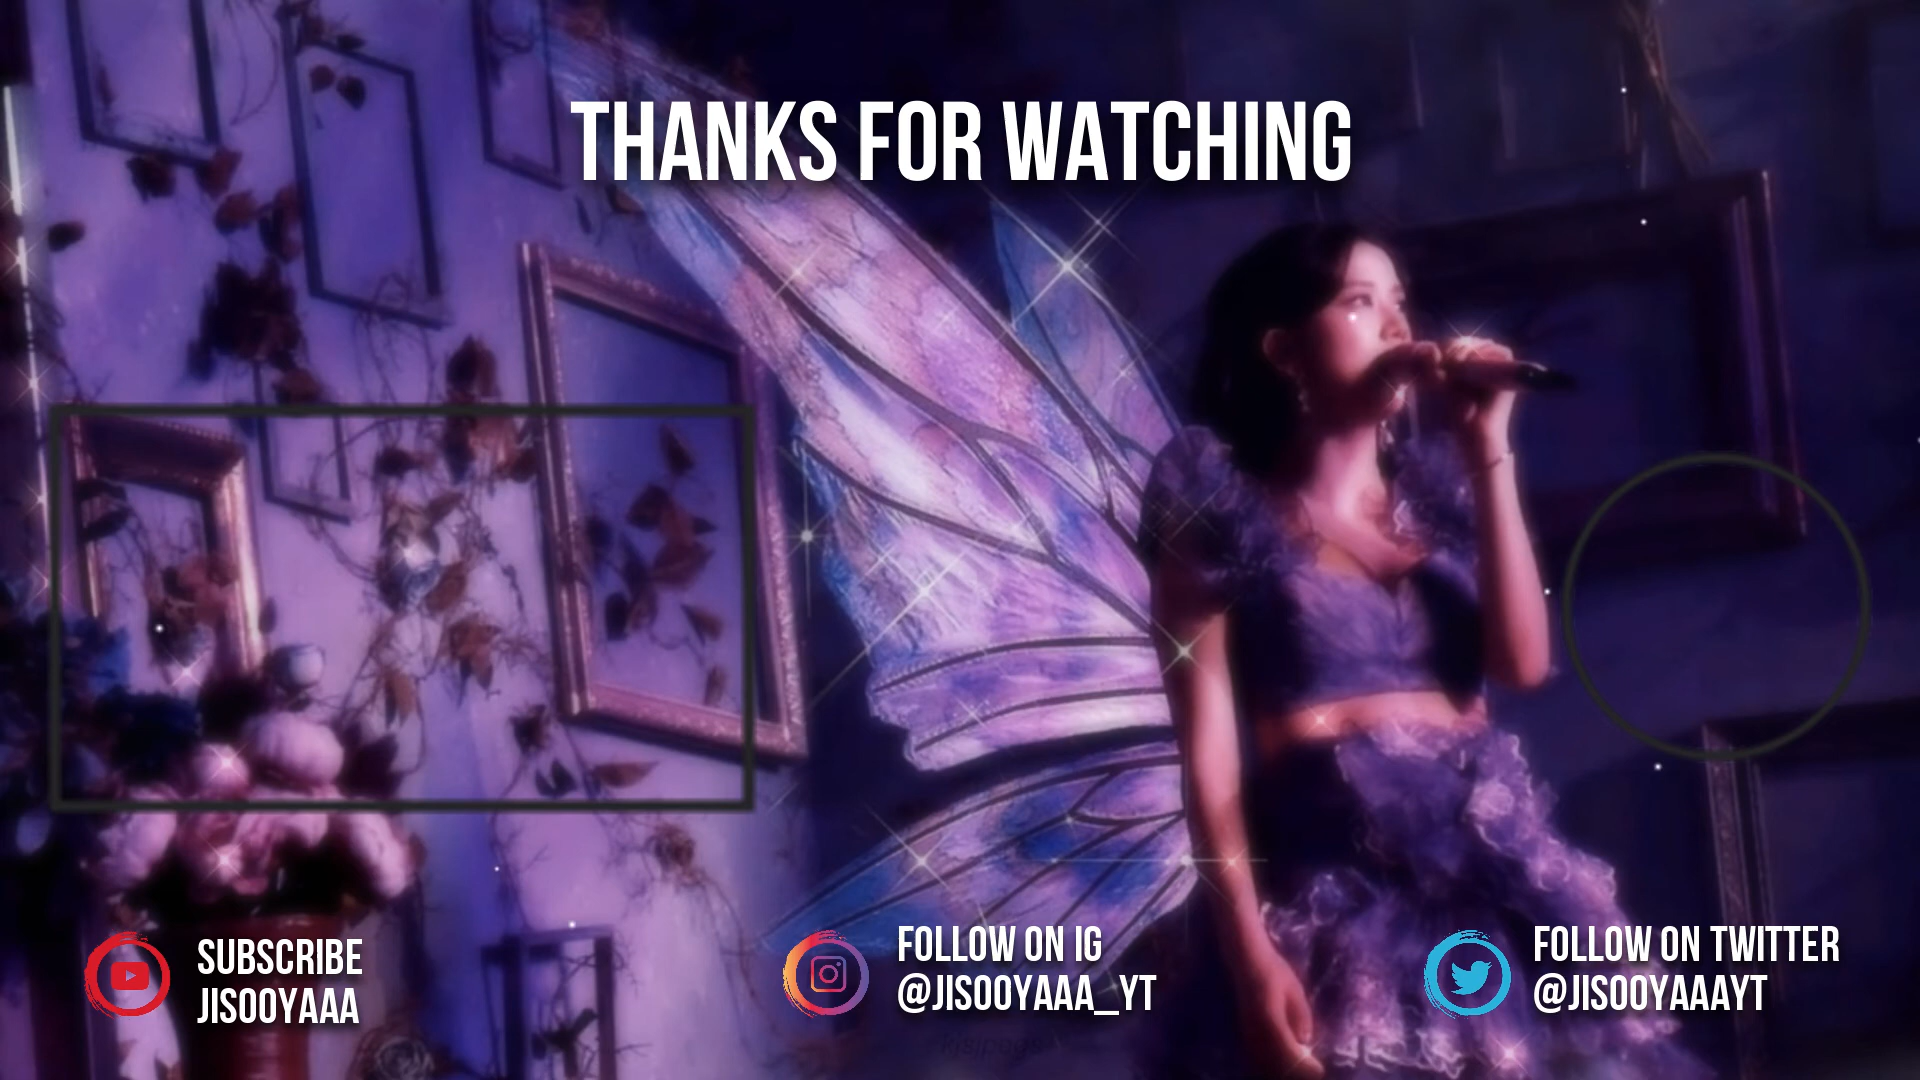 THANKS FOR WATCHING
SUBSCRIBE
JISOOYAAA
FOLLOW ON IG
@JISOOYAAA_YT
FOLLOW ON TWITTER
@JISOOYAAAYT